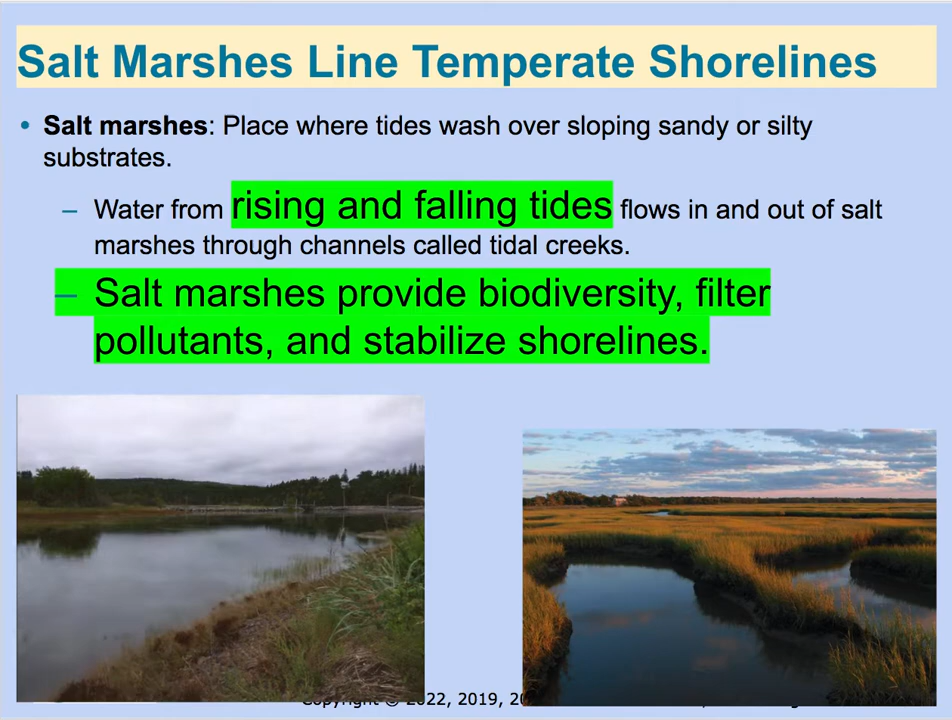 Salt Marshes Line Temperate Shorelines
• Salt marshes: Place where tides wash over sloping sandy or silty
substrates.
– Water from rising and falling tides flows in and out of salt
marshes through channels called tidal creeks.
– Salt marshes provide biodiversity, filter
pollutants, and stabilize shorelines.
Copyright © 2022, 2019,